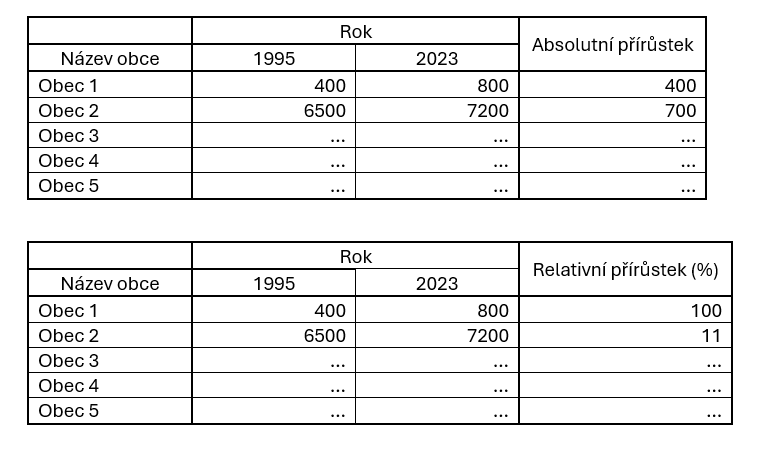 Rok
Absolutní přírůstek
Název obce 1995 2023
Obec 1 400 800 400
Obec 2 6500 7200 700
Obec 3 ... ... ...
Obec 4 ... ... ...
Obec 5 ... ... ...
Rok
Relativní přírůstek (%)
Název obce 1995 2023
Obec 1 400 800 100
Obec 2 6500 7200 11
Obec 3 ... ... ...
Obec 4 ... ... ...
Obec 5 ... ... ...